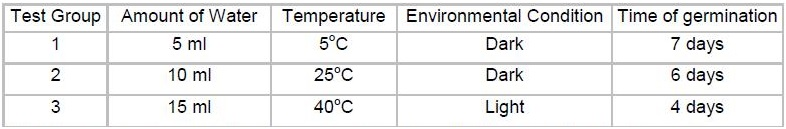 Test Group Amount of Water Temperature Environmental Condition Time of germination
1 5 ml 5°C Dark 7 days
2 10 ml 25°C Dark 6 days
3 15 ml 40°C Light 4 days